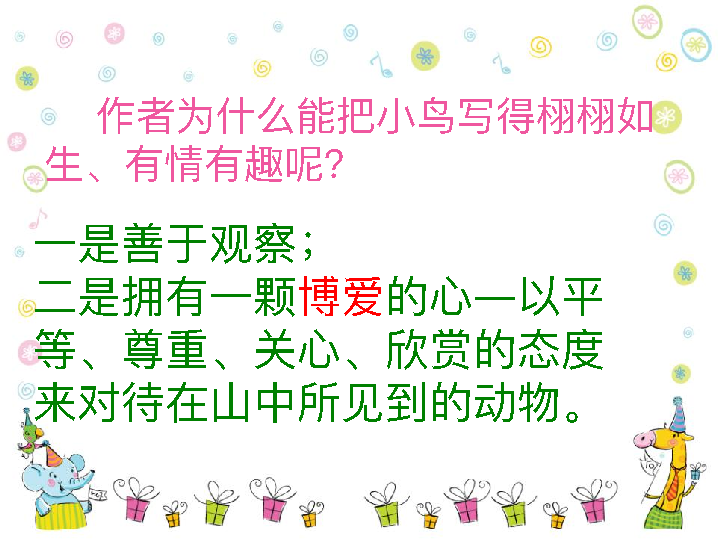 作者为什么能把小鸟写得栩栩如
生、有情有趣呢?
一是善于观察；
二是拥有一颗博爱的心—以平
等、尊重、关心、欣赏的态度
来对待在山中所见到的动物。